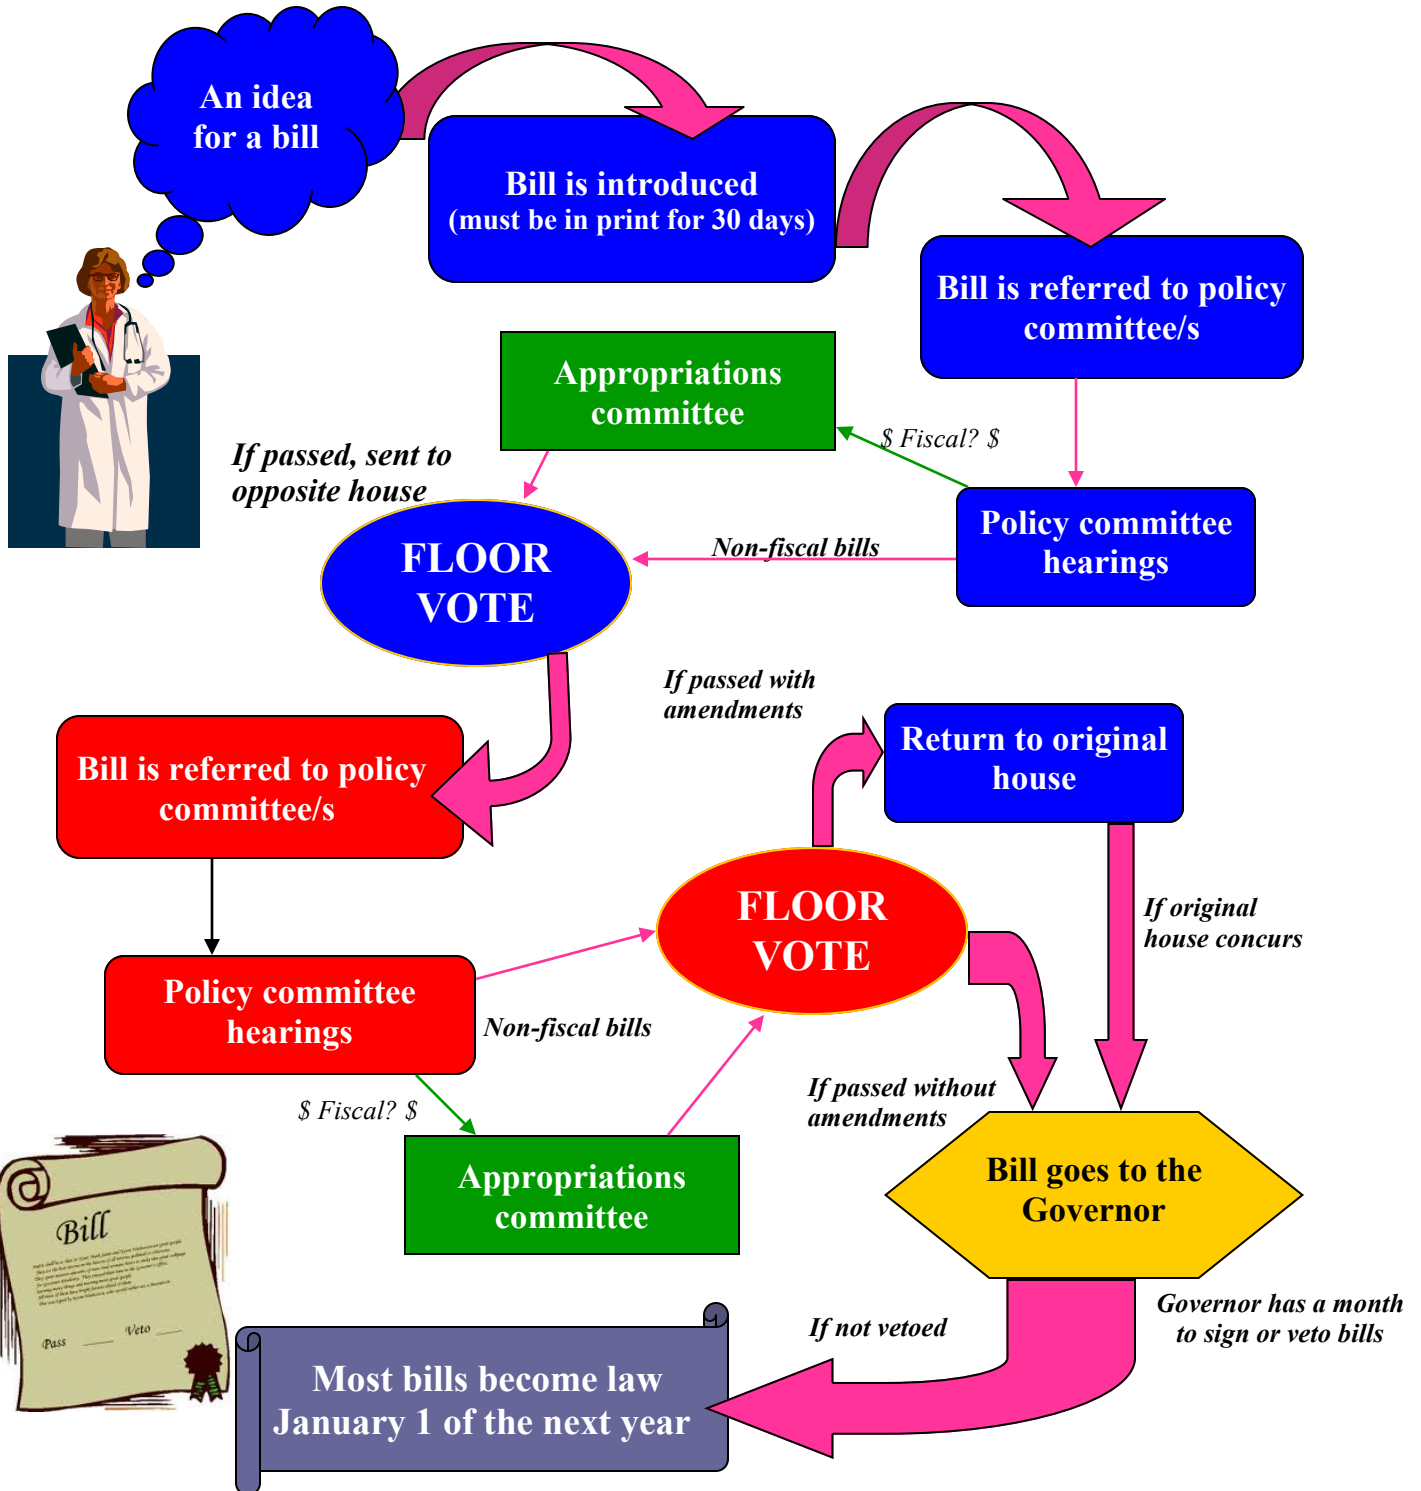 An idea
for a bill
Bill is introduced
(must be in print for 30 days)
Bill is referred to policy
committee/s
Appropriations
committee
$ Fiscal? $
If passed, sent to
opposite house
Policy committee
hearings
Non-fiscal bills
FLOOR
VOTE
If passed with
amendments
Return to original
house
Bill is referred to policy
committee/s
FLOOR
VOTE
If original
house concurs
Policy committee
hearings
Non-fiscal bills
$ Fiscal? $
If passed without
amendments
Appropriations
committee
Bill goes to the
Governor
Bill
Pass ____ Veto ____
Governor has a month
to sign or veto bills
If not vetoed
Most bills become law
January 1 of the next year